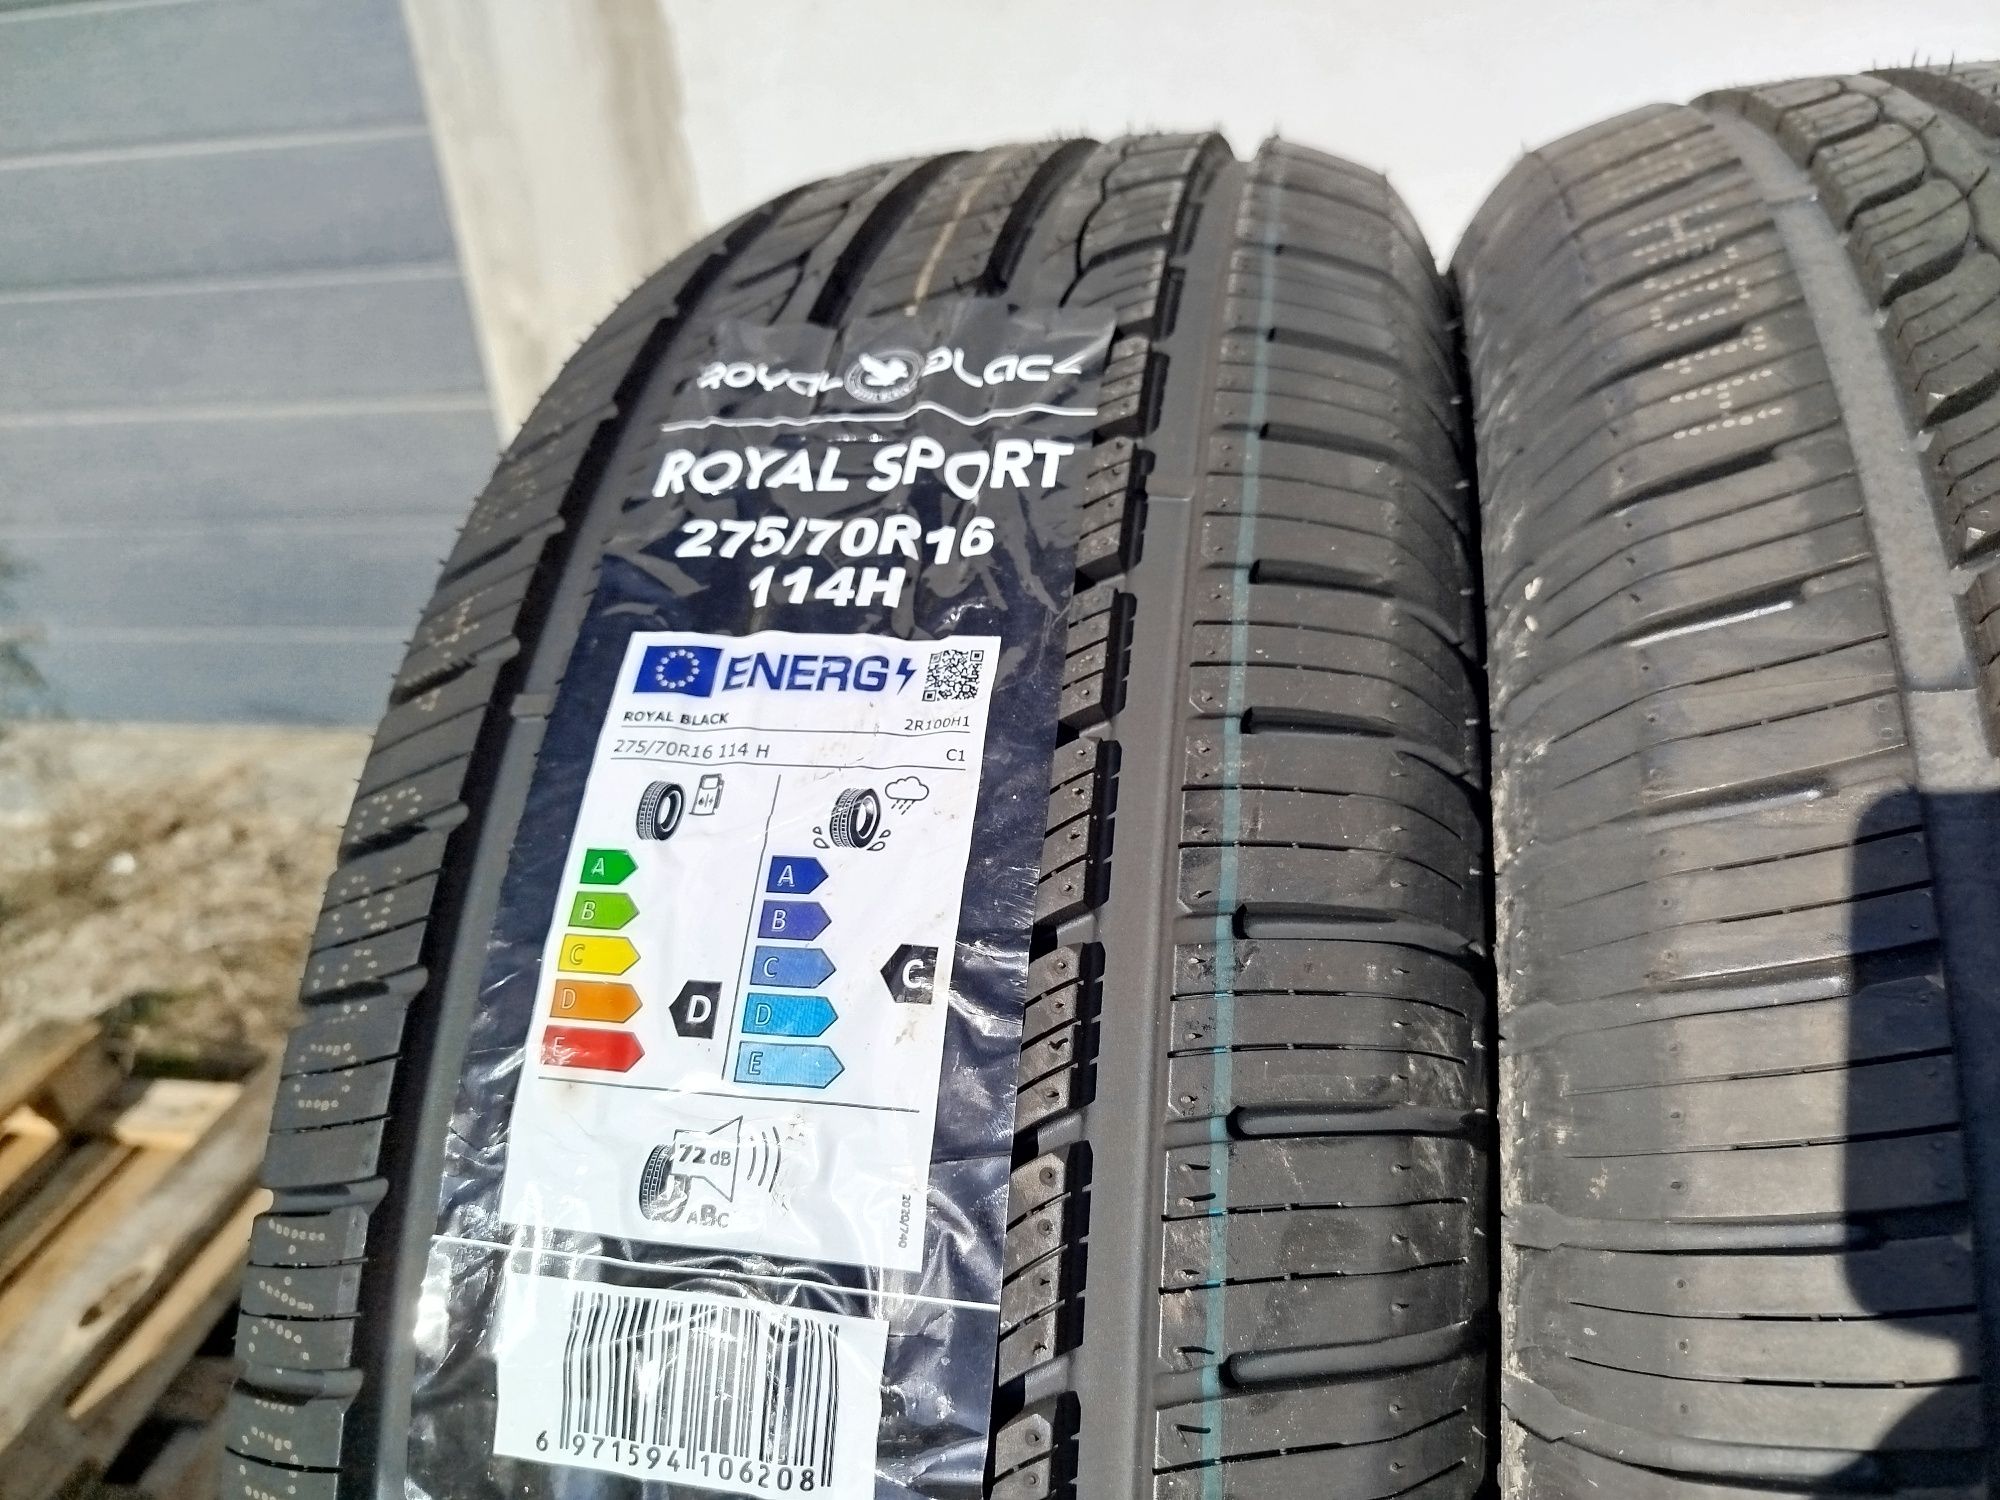 ROYAL BLACK
ROYAL SPORT
275/70R16
114H
ENERG
ROYAL BLACK 2R100H1
275/70R16 114 H C1
A A
B B
C C C
D D D
E E
72 dB
ABC
2020/740
6 971594 106208